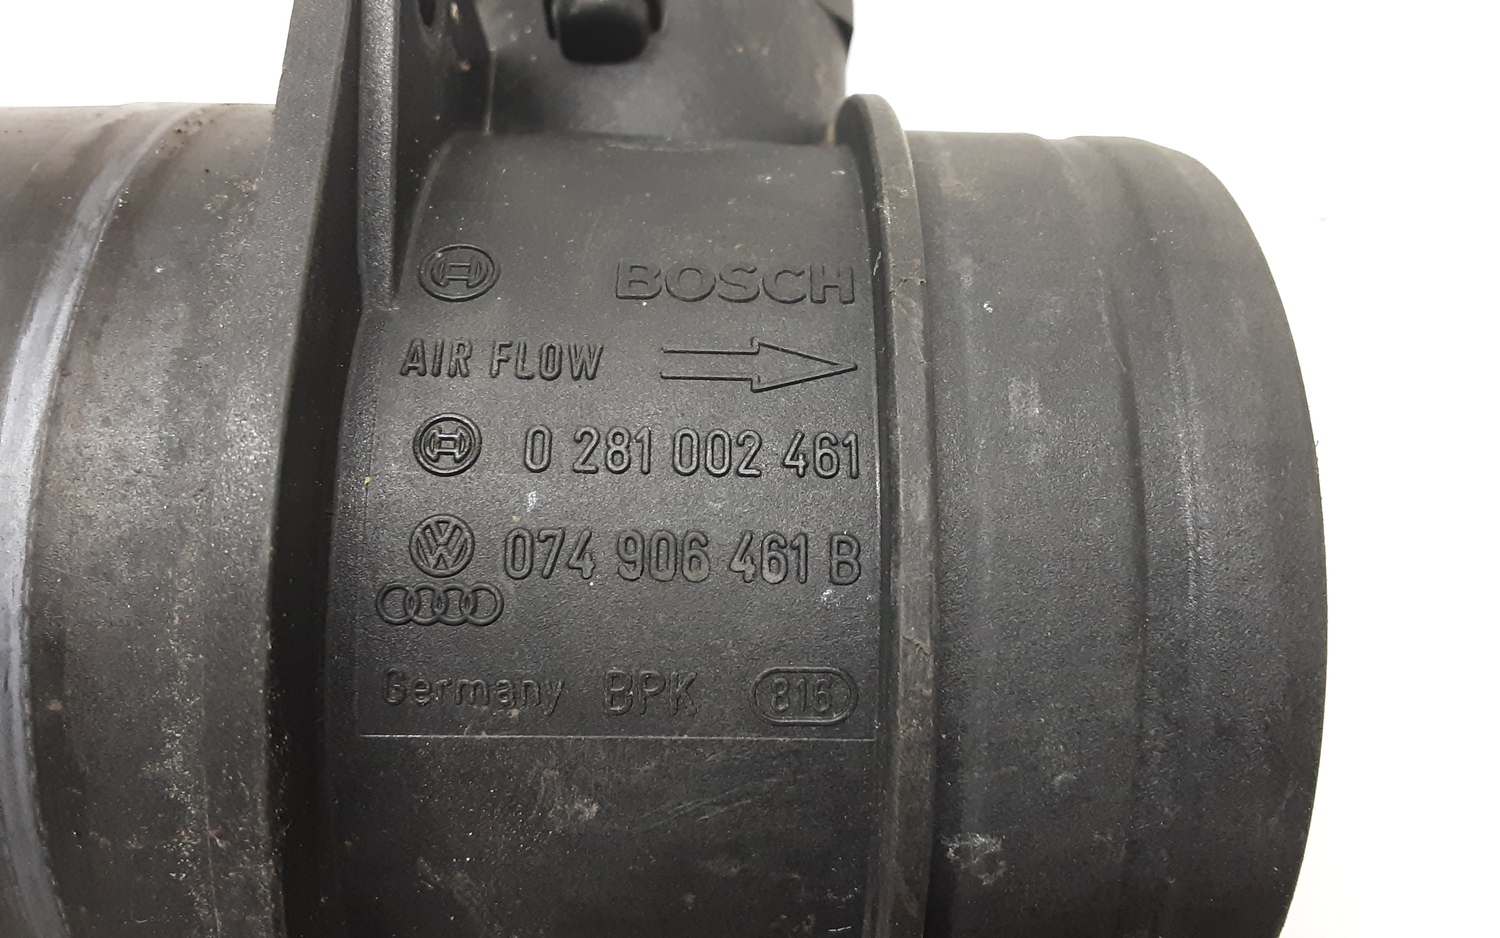 BOSCH
AIR FLOW
0 281 002 461
074 906 461 B
Germany BPK 816